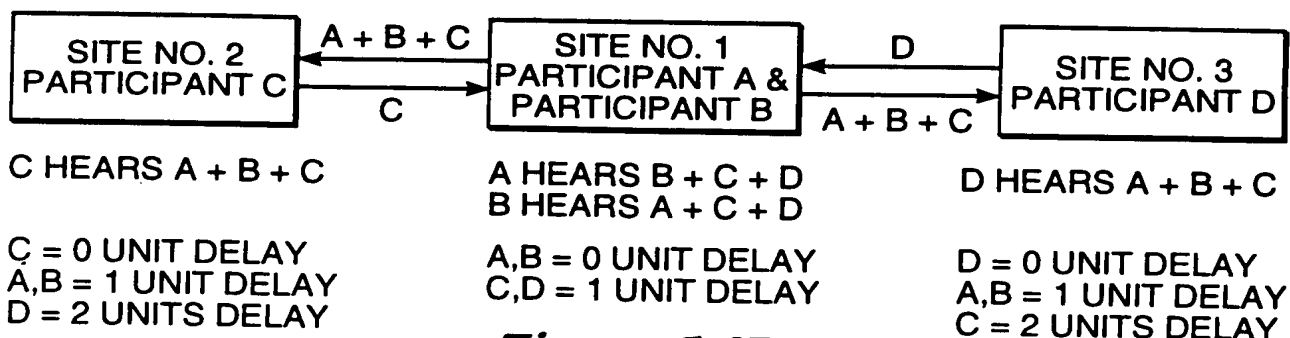 SITE NO. 2
PARTICIPANT C
A + B + C
C
SITE NO. 1
PARTICIPANT A &
PARTICIPANT B
D
A + B + C
SITE NO. 3
PARTICIPANT D
C HEARS A + B + C
A HEARS B + C + D
B HEARS A + C + D
D HEARS A + B + C
C = 0 UNIT DELAY
A,B = 1 UNIT DELAY
D = 2 UNITS DELAY
A,B = 0 UNIT DELAY
C,D = 1 UNIT DELAY
D = 0 UNIT DELAY
A,B = 1 UNIT DELAY
C = 2 UNITS DELAY